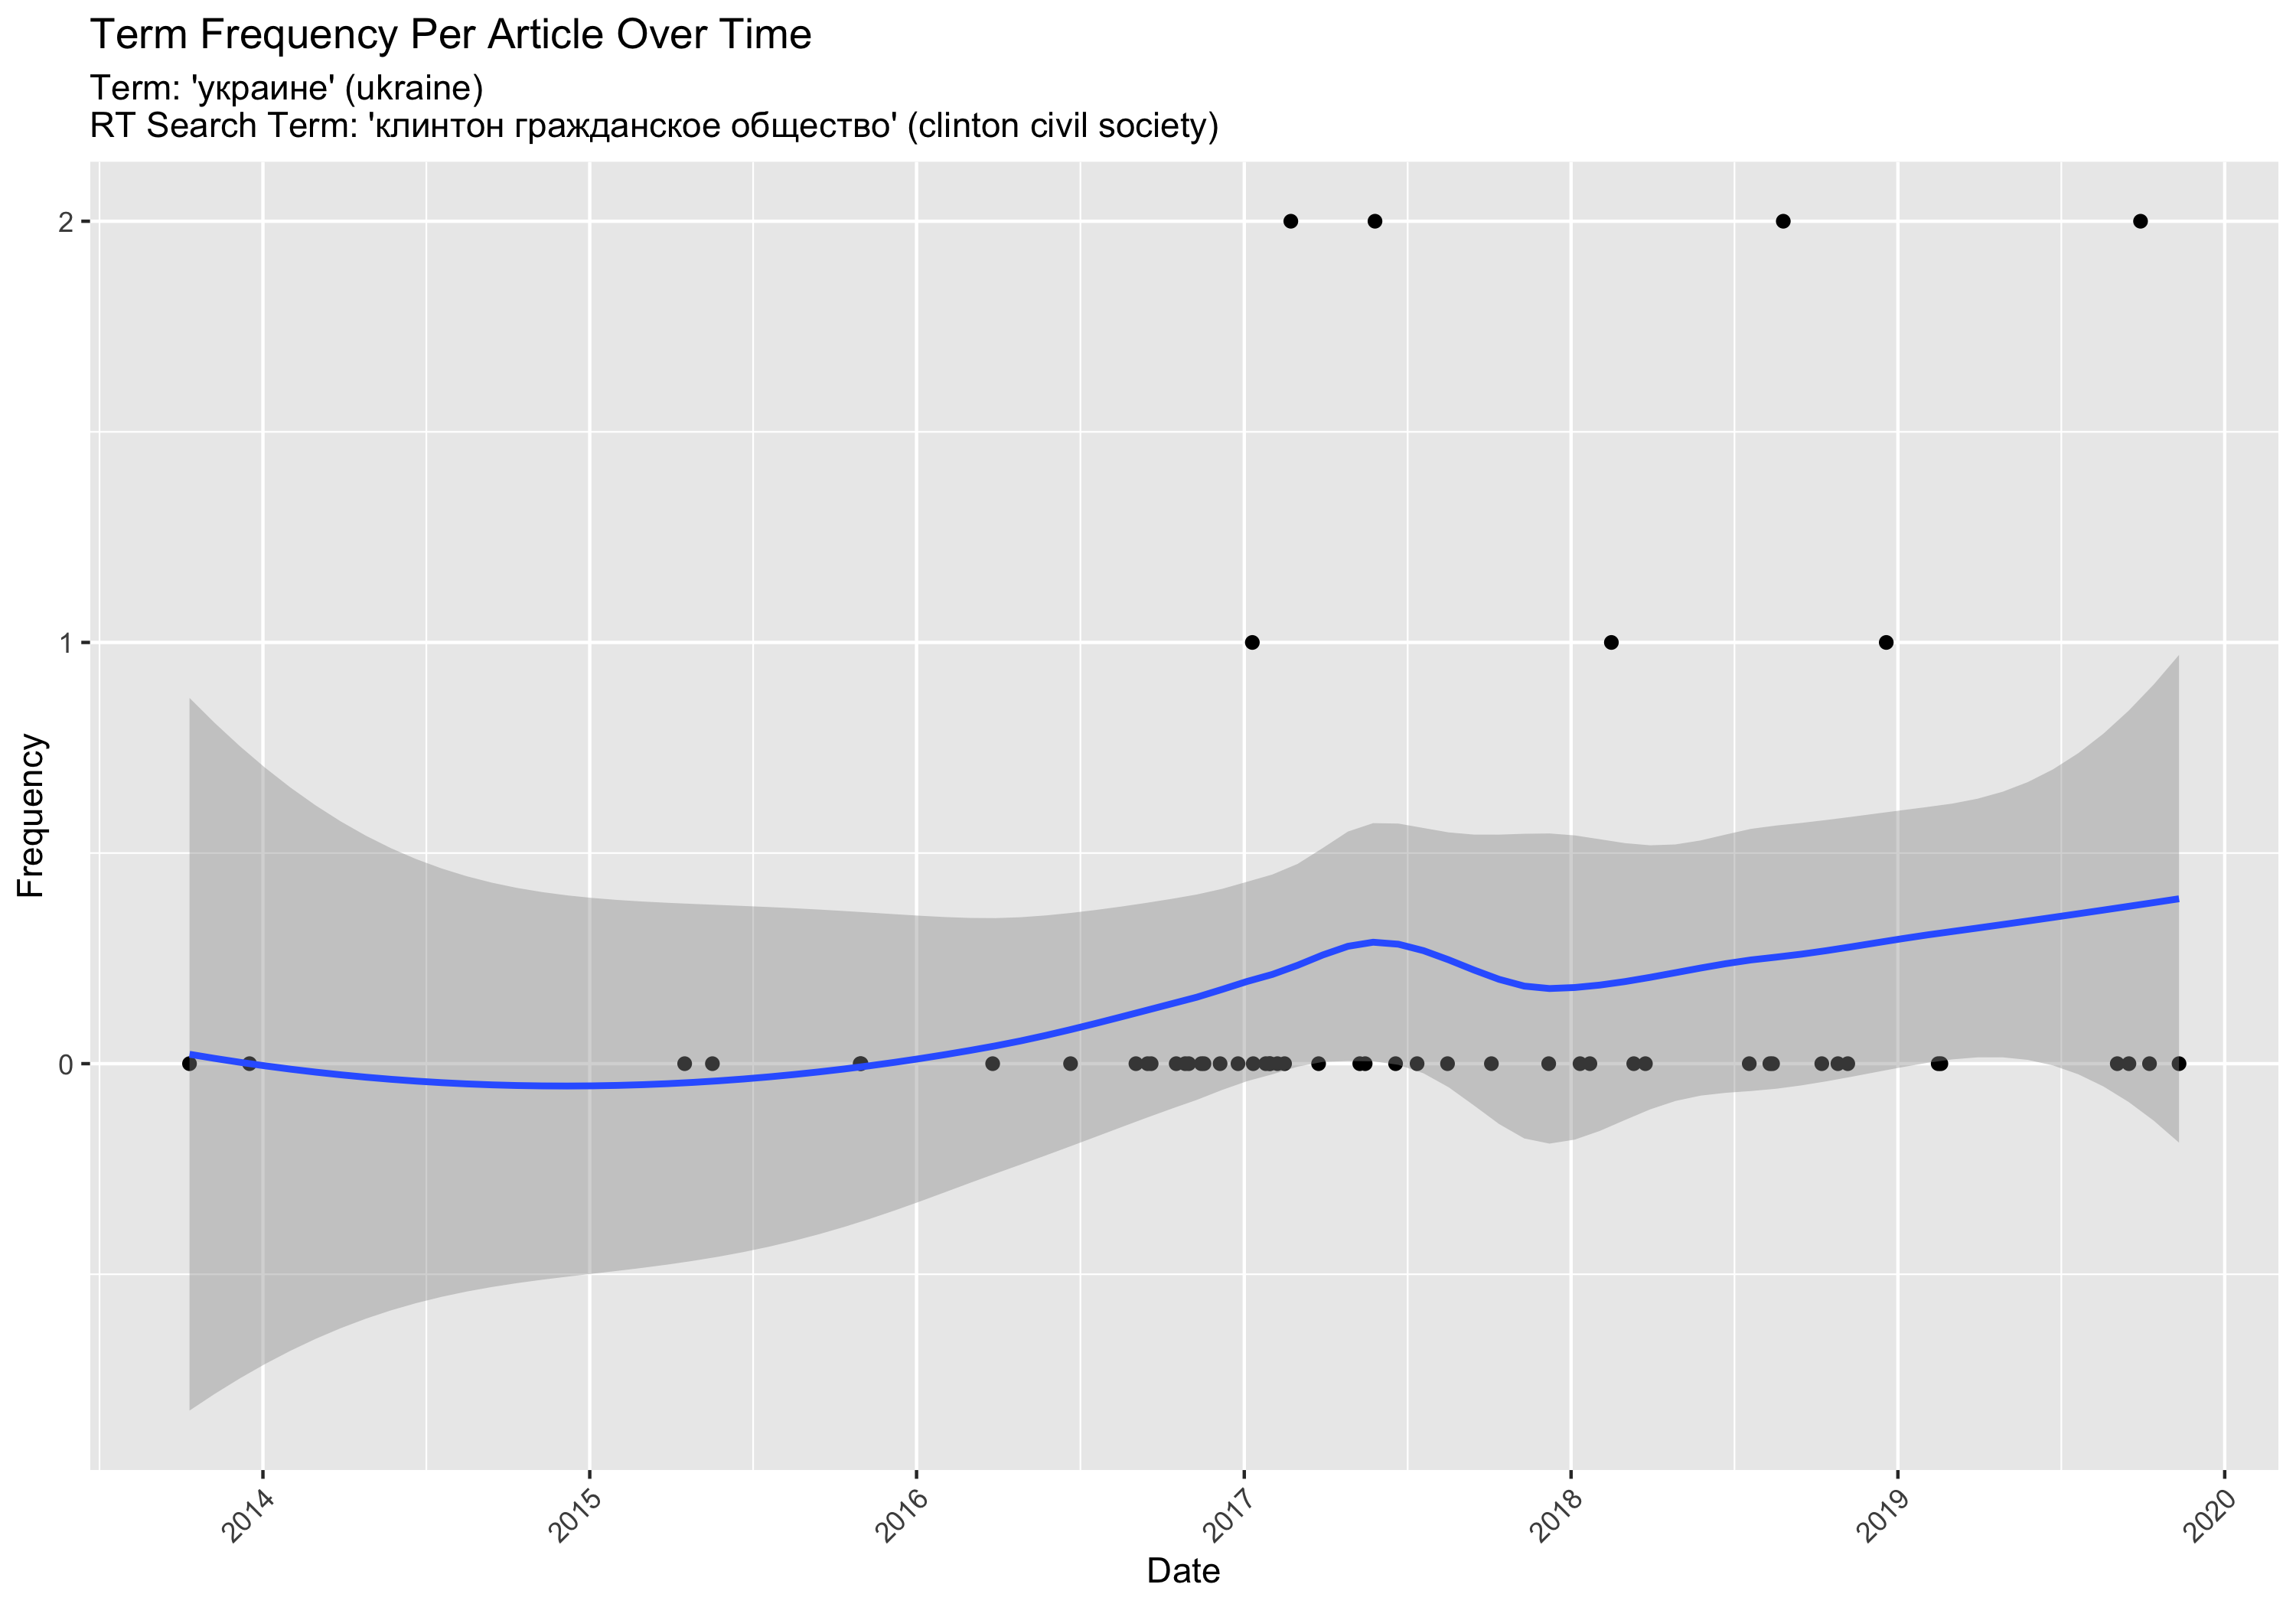 Term Frequency Per Article Over Time
Term: 'украине' (ukraine)
RT Search Term: 'клинтон гражданское общество' (clinton civil society)
2
1
0
Frequency
2014
2015
2016
2017
2018
2019
2020
Date